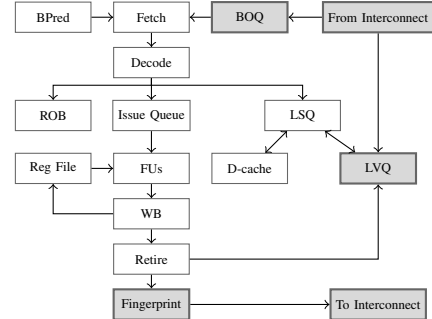 BPred
Fetch
BOQ
From Interconnect
Decode
ROB
Issue Queue
LSQ
Reg File
FUs
D-cache
LVQ
WB
Retire
Fingerprint
To Interconnect